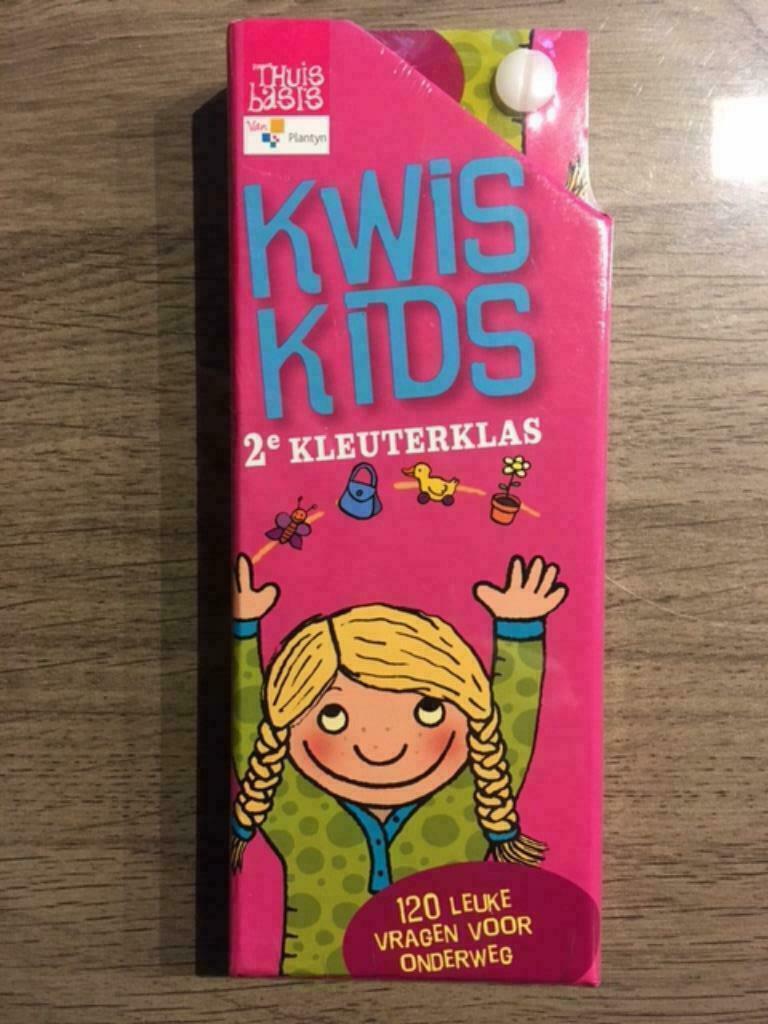 THUIS
basis
Van
Plantyn
KWiS
KiDS
2e KLEUTERKLAS
120 LEUKE
VRAGEN VOOR
ONDERWEG